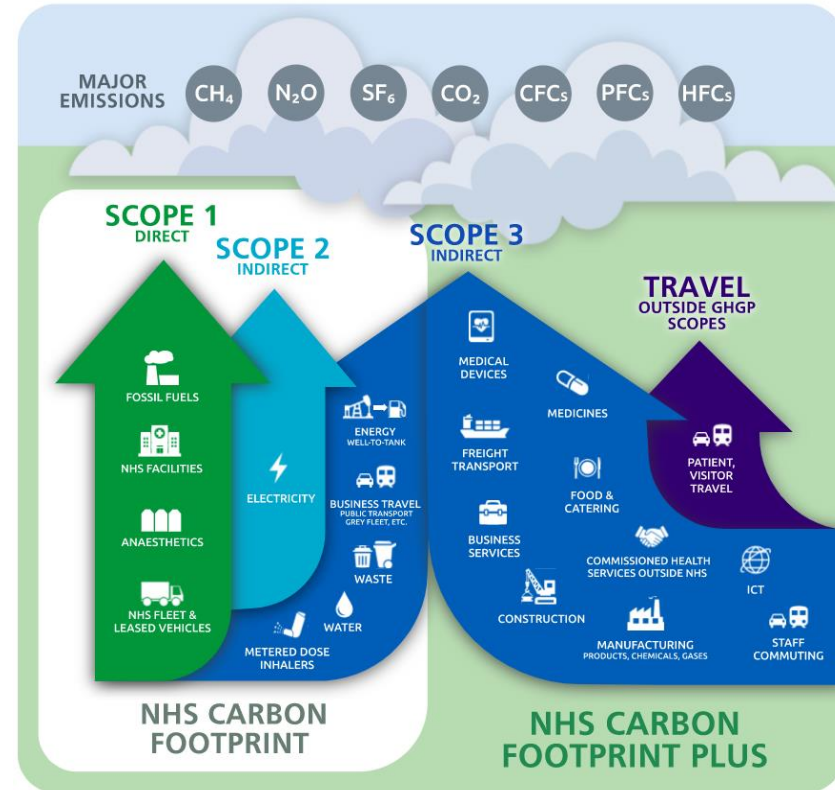 MAJOR
EMISSIONS
CH₄
N₂O
SF₆
CO₂
CFCs
PFCs
HFCs
SCOPE 1
DIRECT
FOSSIL FUELS
NHS FACILITIES
ANAESTHETICS
NHS FLEET &
LEASED VEHICLES
SCOPE 2
INDIRECT
ELECTRICITY
SCOPE 3
INDIRECT
ENERGY
WELL-TO-TANK
BUSINESS TRAVEL
PUBLIC TRANSPORT
GREY FLEET, ETC.
WASTE
WATER
METERED DOSE
INHALERS
MEDICAL
DEVICES
MEDICINES
FREIGHT
TRANSPORT
FOOD &
CATERING
BUSINESS
SERVICES
COMMISSIONED HEALTH
SERVICES OUTSIDE NHS
ICT
CONSTRUCTION
MANUFACTURING
PRODUCTS, CHEMICALS, GASES
STAFF
COMMUTING
TRAVEL
OUTSIDE GHGP
SCOPES
PATIENT,
VISITOR
TRAVEL
NHS CARBON
FOOTPRINT
NHS CARBON
FOOTPRINT PLUS